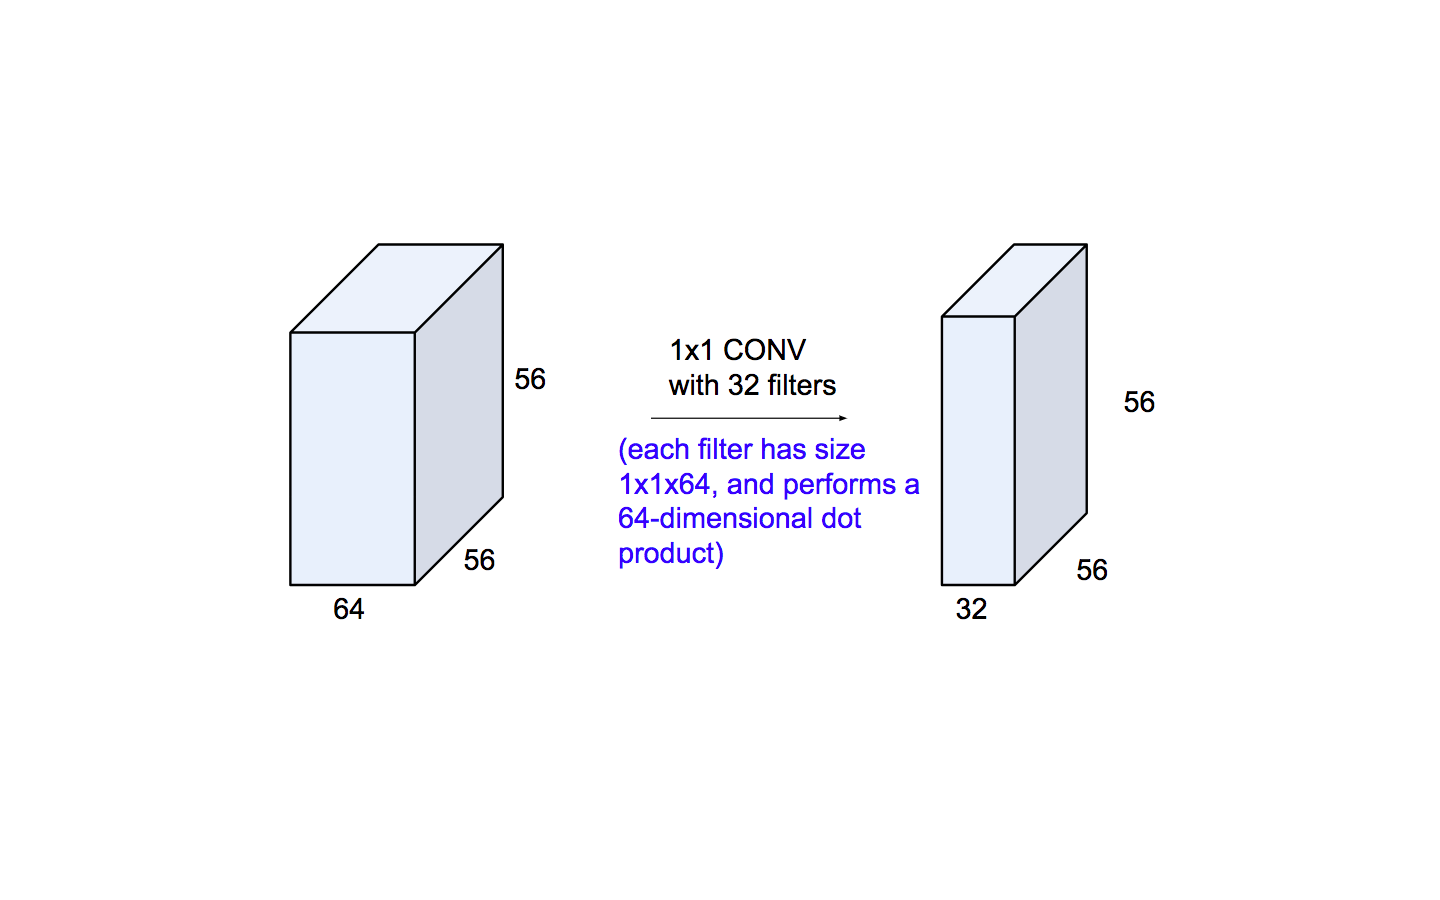 56
56
64
1x1 CONV
with 32 filters
(each filter has size
1x1x64, and performs a
64-dimensional dot
product)
56
56
32